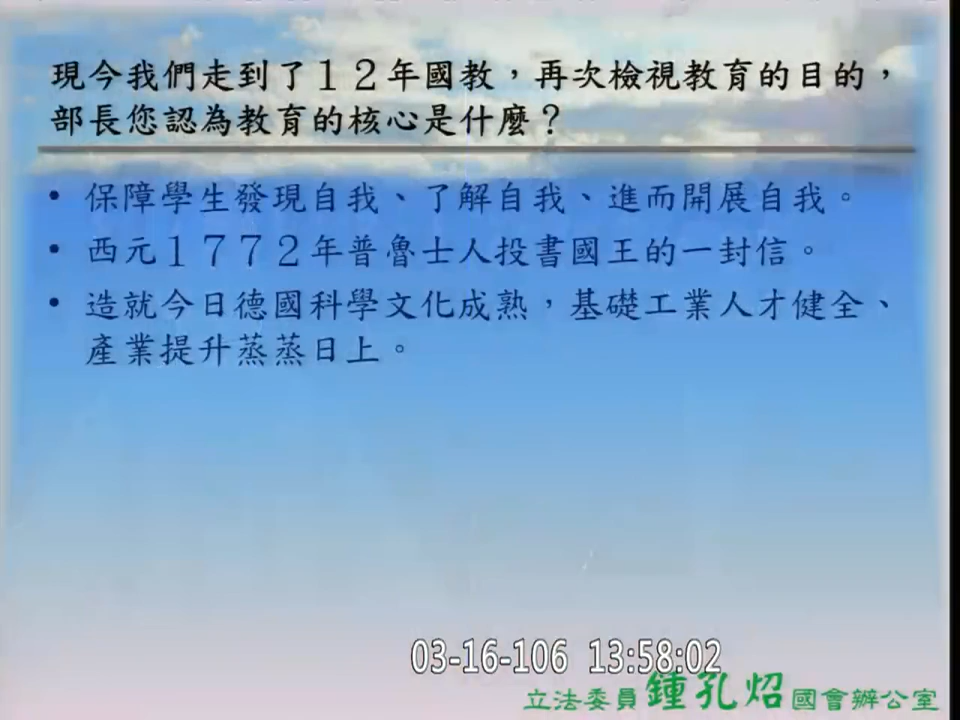 現今我們走到了１２年國教，再次檢視教育的目的，
部長您認為教育的核心是什麼？
• 保障學生發現自我、了解自我、進而開展自我。
• 西元１７７２年普魯士人投書國王的一封信。
• 造就今日德國科學文化成熟，基礎工業人才健全、
產業提升蒸蒸日上。
03-16-106 13:58:02
立法委員鍾孔炤國會辦公室